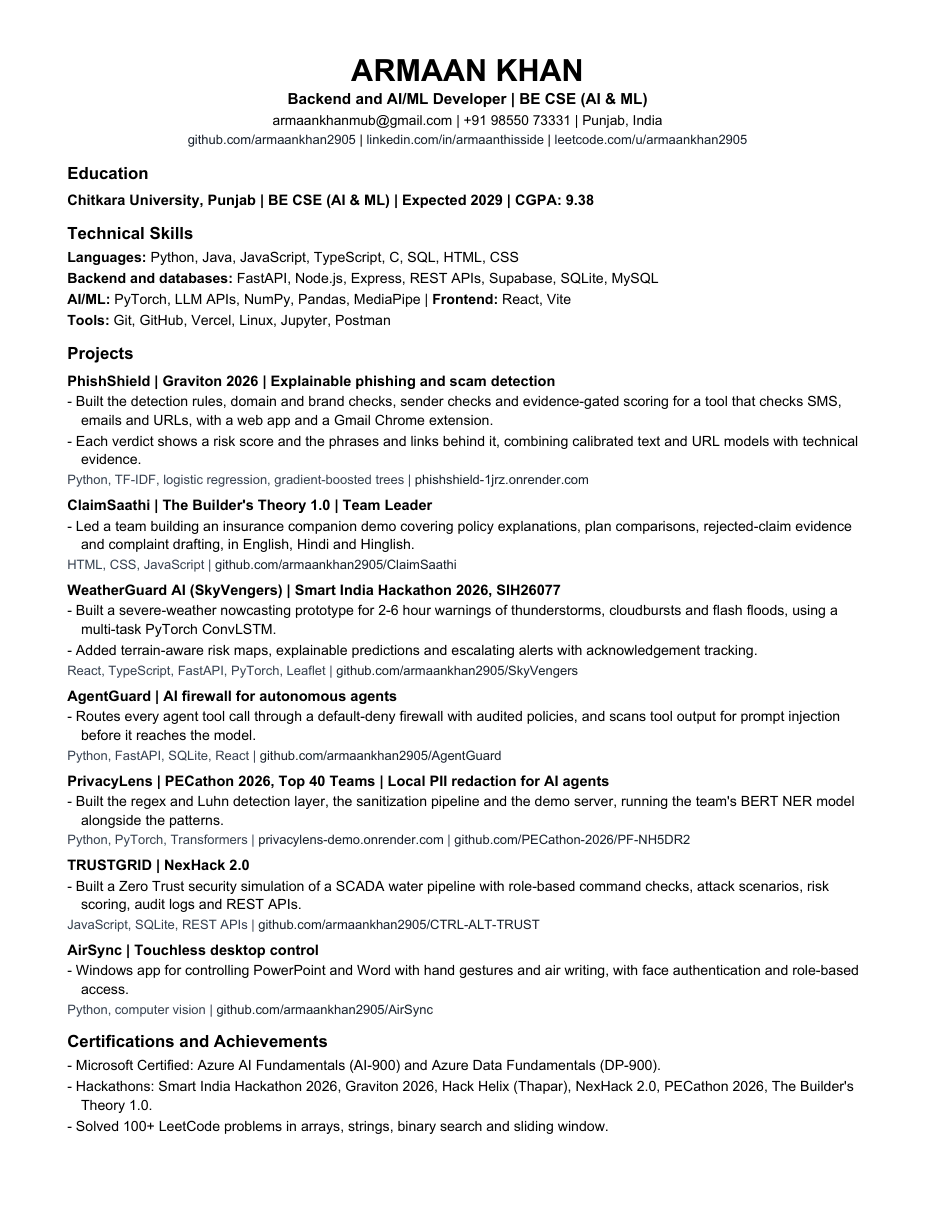 ARMAAN KHAN
Backend and AI/ML Developer | BE CSE (AI & ML)
armaankhanmub@gmail.com | +91 98550 73331 | Punjab, India
github.com/armaankhan2905 | linkedin.com/in/armaanthisside | leetcode.com/u/armaankhan2905
Education
Chitkara University, Punjab | BE CSE (AI & ML) | Expected 2029 | CGPA: 9.38
Technical Skills
Languages: Python, Java, JavaScript, TypeScript, C, SQL, HTML, CSS
Backend and databases: FastAPI, Node.js, Express, REST APIs, Supabase, SQLite, MySQL
AI/ML: PyTorch, LLM APIs, NumPy, Pandas, MediaPipe | Frontend: React, Vite
Tools: Git, GitHub, Vercel, Linux, Jupyter, Postman
Projects
PhishShield | Graviton 2026 | Explainable phishing and scam detection
- Built the detection rules, domain and brand checks, sender checks and evidence-gated scoring for a tool that checks SMS,
emails and URLs, with a web app and a Gmail Chrome extension.
- Each verdict shows a risk score and the phrases and links behind it, combining calibrated text and URL models with technical
evidence.
Python, TF-IDF, logistic regression, gradient-boosted trees | phishshield-1jrz.onrender.com
ClaimSaathi | The Builder's Theory 1.0 | Team Leader
- Led a team building an insurance companion demo covering policy explanations, plan comparisons, rejected-claim evidence
and complaint drafting, in English, Hindi and Hinglish.
HTML, CSS, JavaScript | github.com/armaankhan2905/ClaimSaathi
WeatherGuard AI (SkyVengers) | Smart India Hackathon 2026, SIH26077
- Built a severe-weather nowcasting prototype for 2-6 hour warnings of thunderstorms, cloudbursts and flash floods, using a
multi-task PyTorch ConvLSTM.
- Added terrain-aware risk maps, explainable predictions and escalating alerts with acknowledgement tracking.
React, TypeScript, FastAPI, PyTorch, Leaflet | github.com/armaankhan2905/SkyVengers
AgentGuard | AI firewall for autonomous agents
- Routes every agent tool call through a default-deny firewall with audited policies, and scans tool output for prompt injection
before it reaches the model.
Python, FastAPI, SQLite, React | github.com/armaankhan2905/AgentGuard
PrivacyLens | PECathon 2026, Top 40 Teams | Local PII redaction for AI agents
- Built the regex and Luhn detection layer, the sanitization pipeline and the demo server, running the team's BERT NER model
alongside the patterns.
Python, PyTorch, Transformers | privacylens-demo.onrender.com | github.com/PECathon-2026/PF-NH5DR2
TRUSTGRID | NexHack 2.0
- Built a Zero Trust security simulation of a SCADA water pipeline with role-based command checks, attack scenarios, risk
scoring, audit logs and REST APIs.
JavaScript, SQLite, REST APIs | github.com/armaankhan2905/CTRL-ALT-TRUST
AirSync | Touchless desktop control
- Windows app for controlling PowerPoint and Word with hand gestures and air writing, with face authentication and role-based
access.
Python, computer vision | github.com/armaankhan2905/AirSync
Certifications and Achievements
- Microsoft Certified: Azure AI Fundamentals (AI-900) and Azure Data Fundamentals (DP-900).
- Hackathons: Smart India Hackathon 2026, Graviton 2026, Hack Helix (Thapar), NexHack 2.0, PECathon 2026, The Builder's
Theory 1.0.
- Solved 100+ LeetCode problems in arrays, strings, binary search and sliding window.